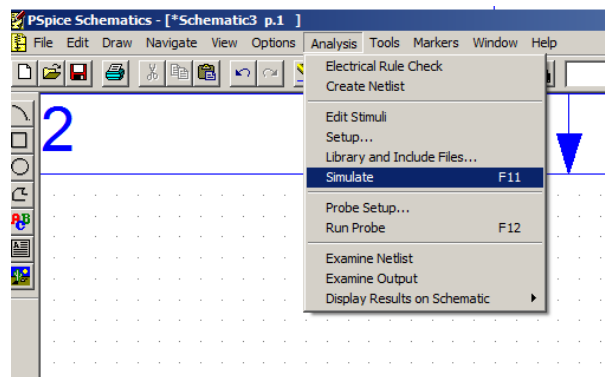 PSpice Schematics - [*Schematic3 p.1 ]
File Edit Draw Navigate View Options Analysis Tools Markers Window Help
Electrical Rule Check
Create Netlist
Edit Stimuli
Setup...
Library and Include Files...
Simulate F11
Probe Setup...
Run Probe F12
Examine Netlist
Examine Output
Display Results on Schematic
2
ABC